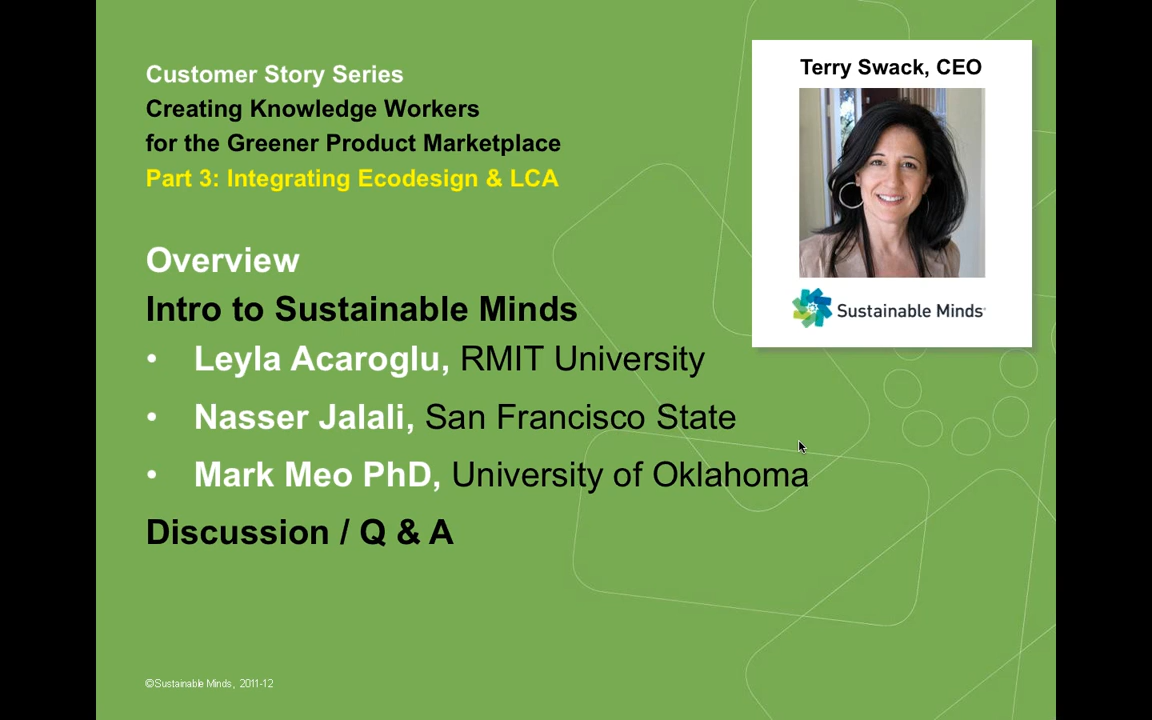 Customer Story Series
Creating Knowledge Workers
for the Greener Product Marketplace
Part 3: Integrating Ecodesign & LCA
Terry Swack, CEO
Sustainable Minds®
Overview
Intro to Sustainable Minds
• Leyla Acaroglu, RMIT University
• Nasser Jalali, San Francisco State
• Mark Meo PhD, University of Oklahoma
Discussion / Q & A
©Sustainable Minds, 2011-12